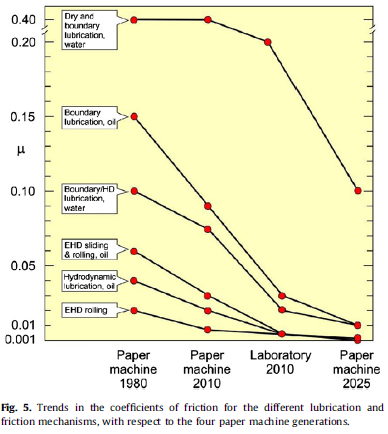 0.40
0.20
0.15
μ
0.10
0.05
0.01
0.001
Dry and
boundary
lubrication,
water
Boundary
lubrication, oil
Boundary/HD
lubrication,
water
EHD sliding
& rolling, oil
Hydrodynamic
lubrication, oil
EHD rolling
Paper
machine
1980
Paper
machine
2010
Laboratory
2010
Paper
machine
2025
Fig. 5. Trends in the coefficients of friction for the different lubrication and
friction mechanisms, with respect to the four paper machine generations.